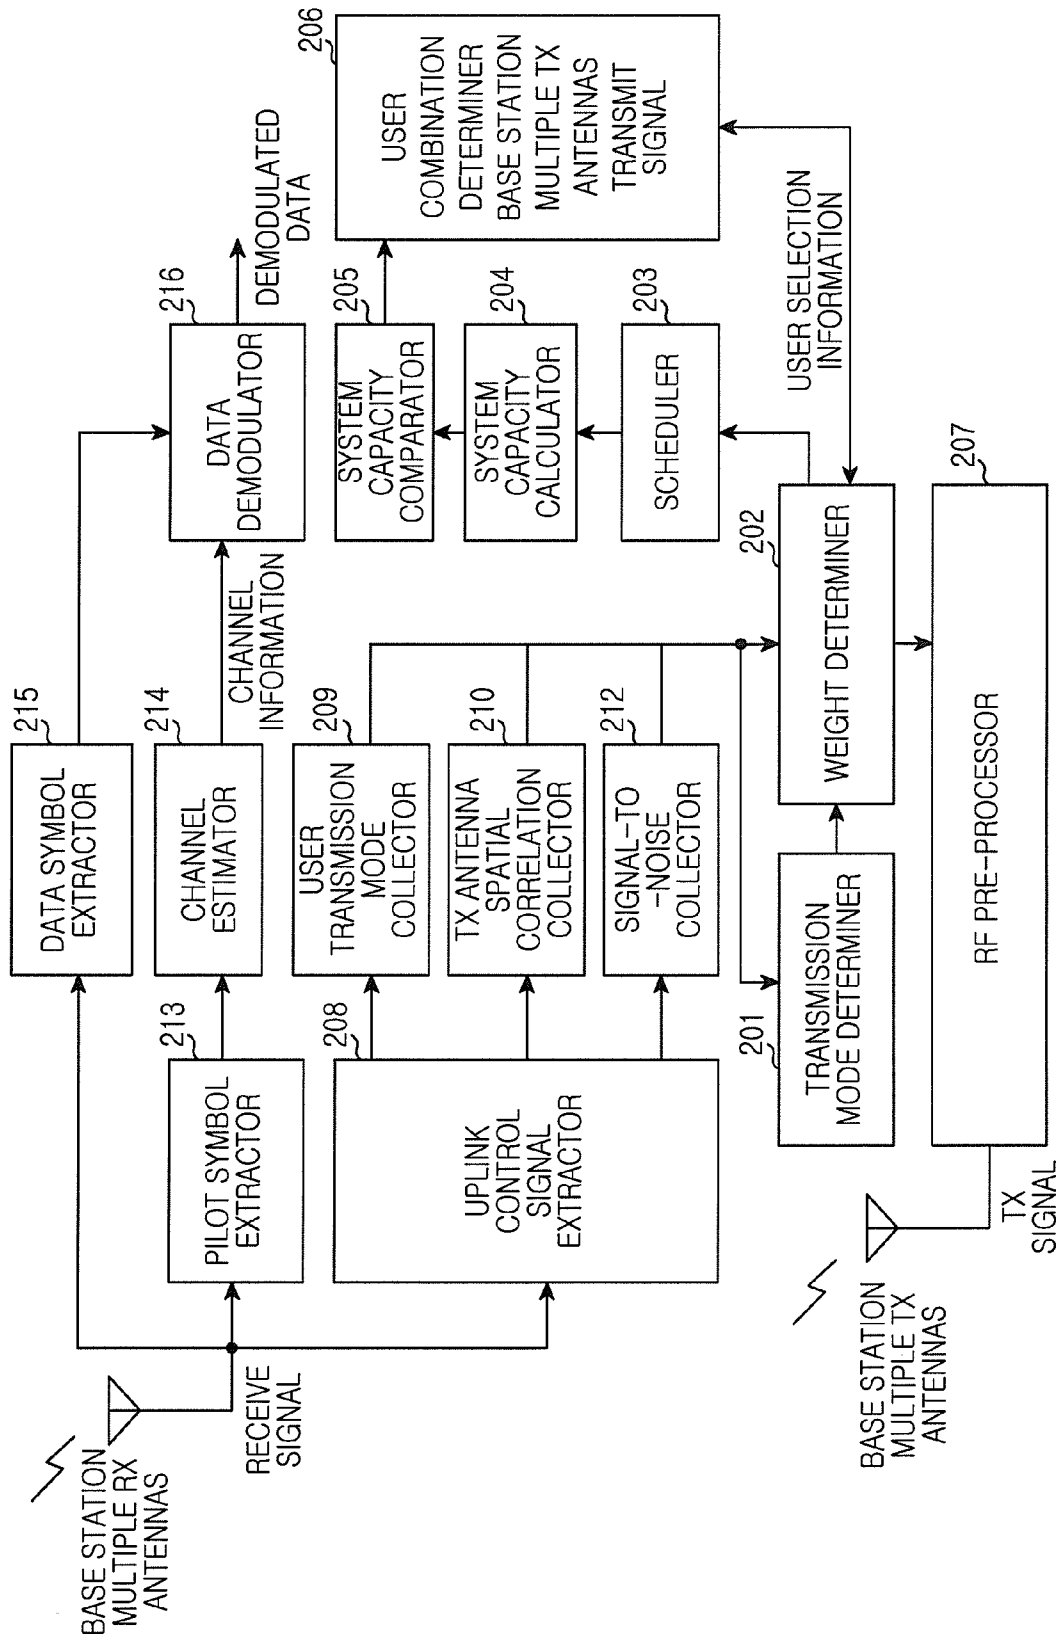 BASE STATION
MULTIPLE RX
ANTENNAS
RECEIVE
SIGNAL
215
DATA SYMBOL
EXTRACTOR
213
PILOT SYMBOL
EXTRACTOR
214
CHANNEL
ESTIMATOR
CHANNEL
INFORMATION
216
DATA
DEMODULATOR
DEMODULATED
DATA
208
UPLINK
CONTROL
SIGNAL
EXTRACTOR
209
USER
TRANSMISSION
MODE
COLLECTOR
210
TX ANTENNA
SPATIAL
CORRELATION
COLLECTOR
212
SIGNAL-TO
-NOISE
COLLECTOR
205
SYSTEM
CAPACITY
COMPARATOR
204
SYSTEM
CAPACITY
CALCULATOR
203
SCHEDULER
206
USER
COMBINATION
DETERMINER
BASE STATION
MULTIPLE TX
ANTENNAS
TRANSMIT
SIGNAL
USER SELECTION
INFORMATION
201
TRANSMISSION
MODE DETERMINER
202
WEIGHT DETERMINER
207
RF PRE-PROCESSOR
BASE STATION
MULTIPLE TX
ANTENNAS
TX
SIGNAL